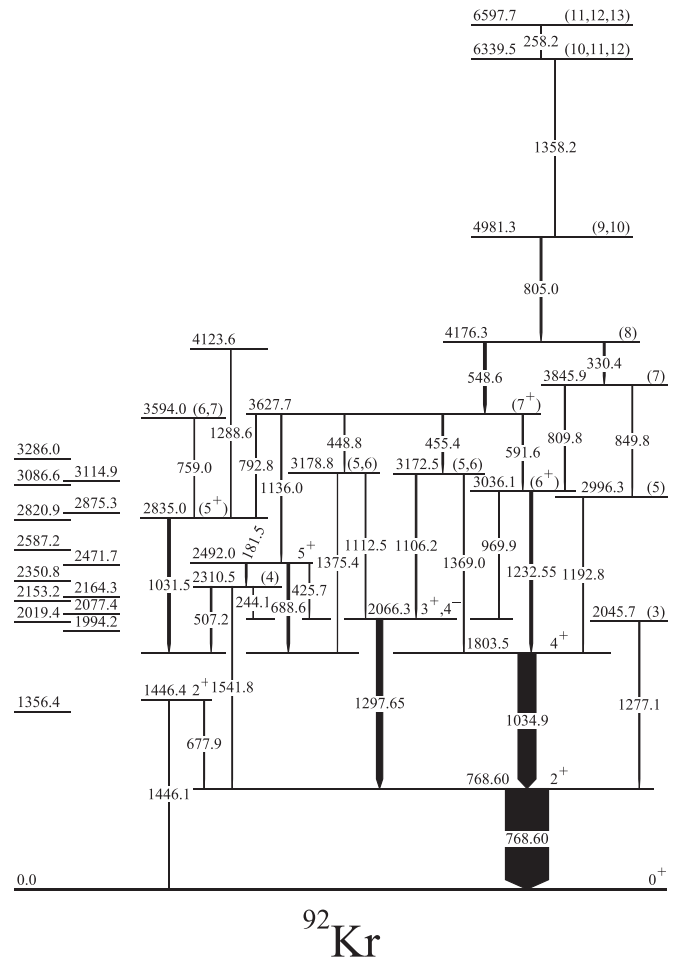 6597.7 (11,12,13)
258.2
6339.5 (10,11,12)
1358.2
4981.3 (9,10)
805.0
4176.3 (8)
4123.6
330.4
548.6
3845.9 (7)
3594.0 (6,7) 3627.7 (7+)
1288.6 448.8 455.4 591.6 809.8 849.8
3286.0 759.0 792.8 3178.8 (5,6) 3172.5 (5,6)
3086.6 3114.9 1136.0 3036.1 (6+) 2996.3 (5)
2820.9 2875.3 2835.0 (5+)
2587.2 181.5 1375.4 1112.5 1106.2 1369.0 969.9
2471.7 2492.0 5+
2350.8 1031.5 2310.5 (4) 425.7 1232.55 1192.8
2153.2 2164.3 244.1 688.6
2019.4 2077.4 507.2 2066.3 3+,4− 2045.7 (3)
1994.2
1803.5 4+
1356.4 1446.4 2+ 1541.8 1297.65 1034.9 1277.1
677.9
768.60 2+
1446.1
768.60
0.0 0+
92Kr